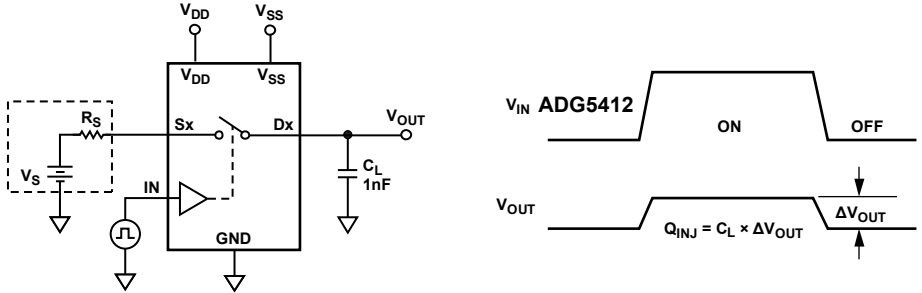 VDD VSS
VDD VSS
RS
Sx Dx
VOUT
VS
CL
1nF
IN
GND
VIN ADG5412
ON OFF
VOUT
ΔVOUT
QINJ = CL × ΔVOUT